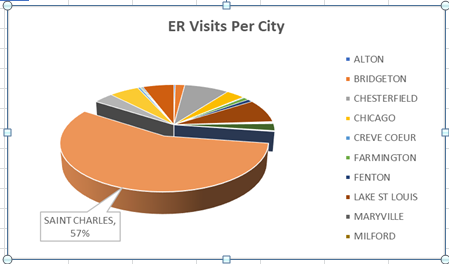 ER Visits Per City
ALTON
BRIDGETON
CHESTERFIELD
CHICAGO
CREVE COEUR
FARMINGTON
FENTON
LAKE ST LOUIS
MARYVILLE
MILFORD
SAINT CHARLES,
57%